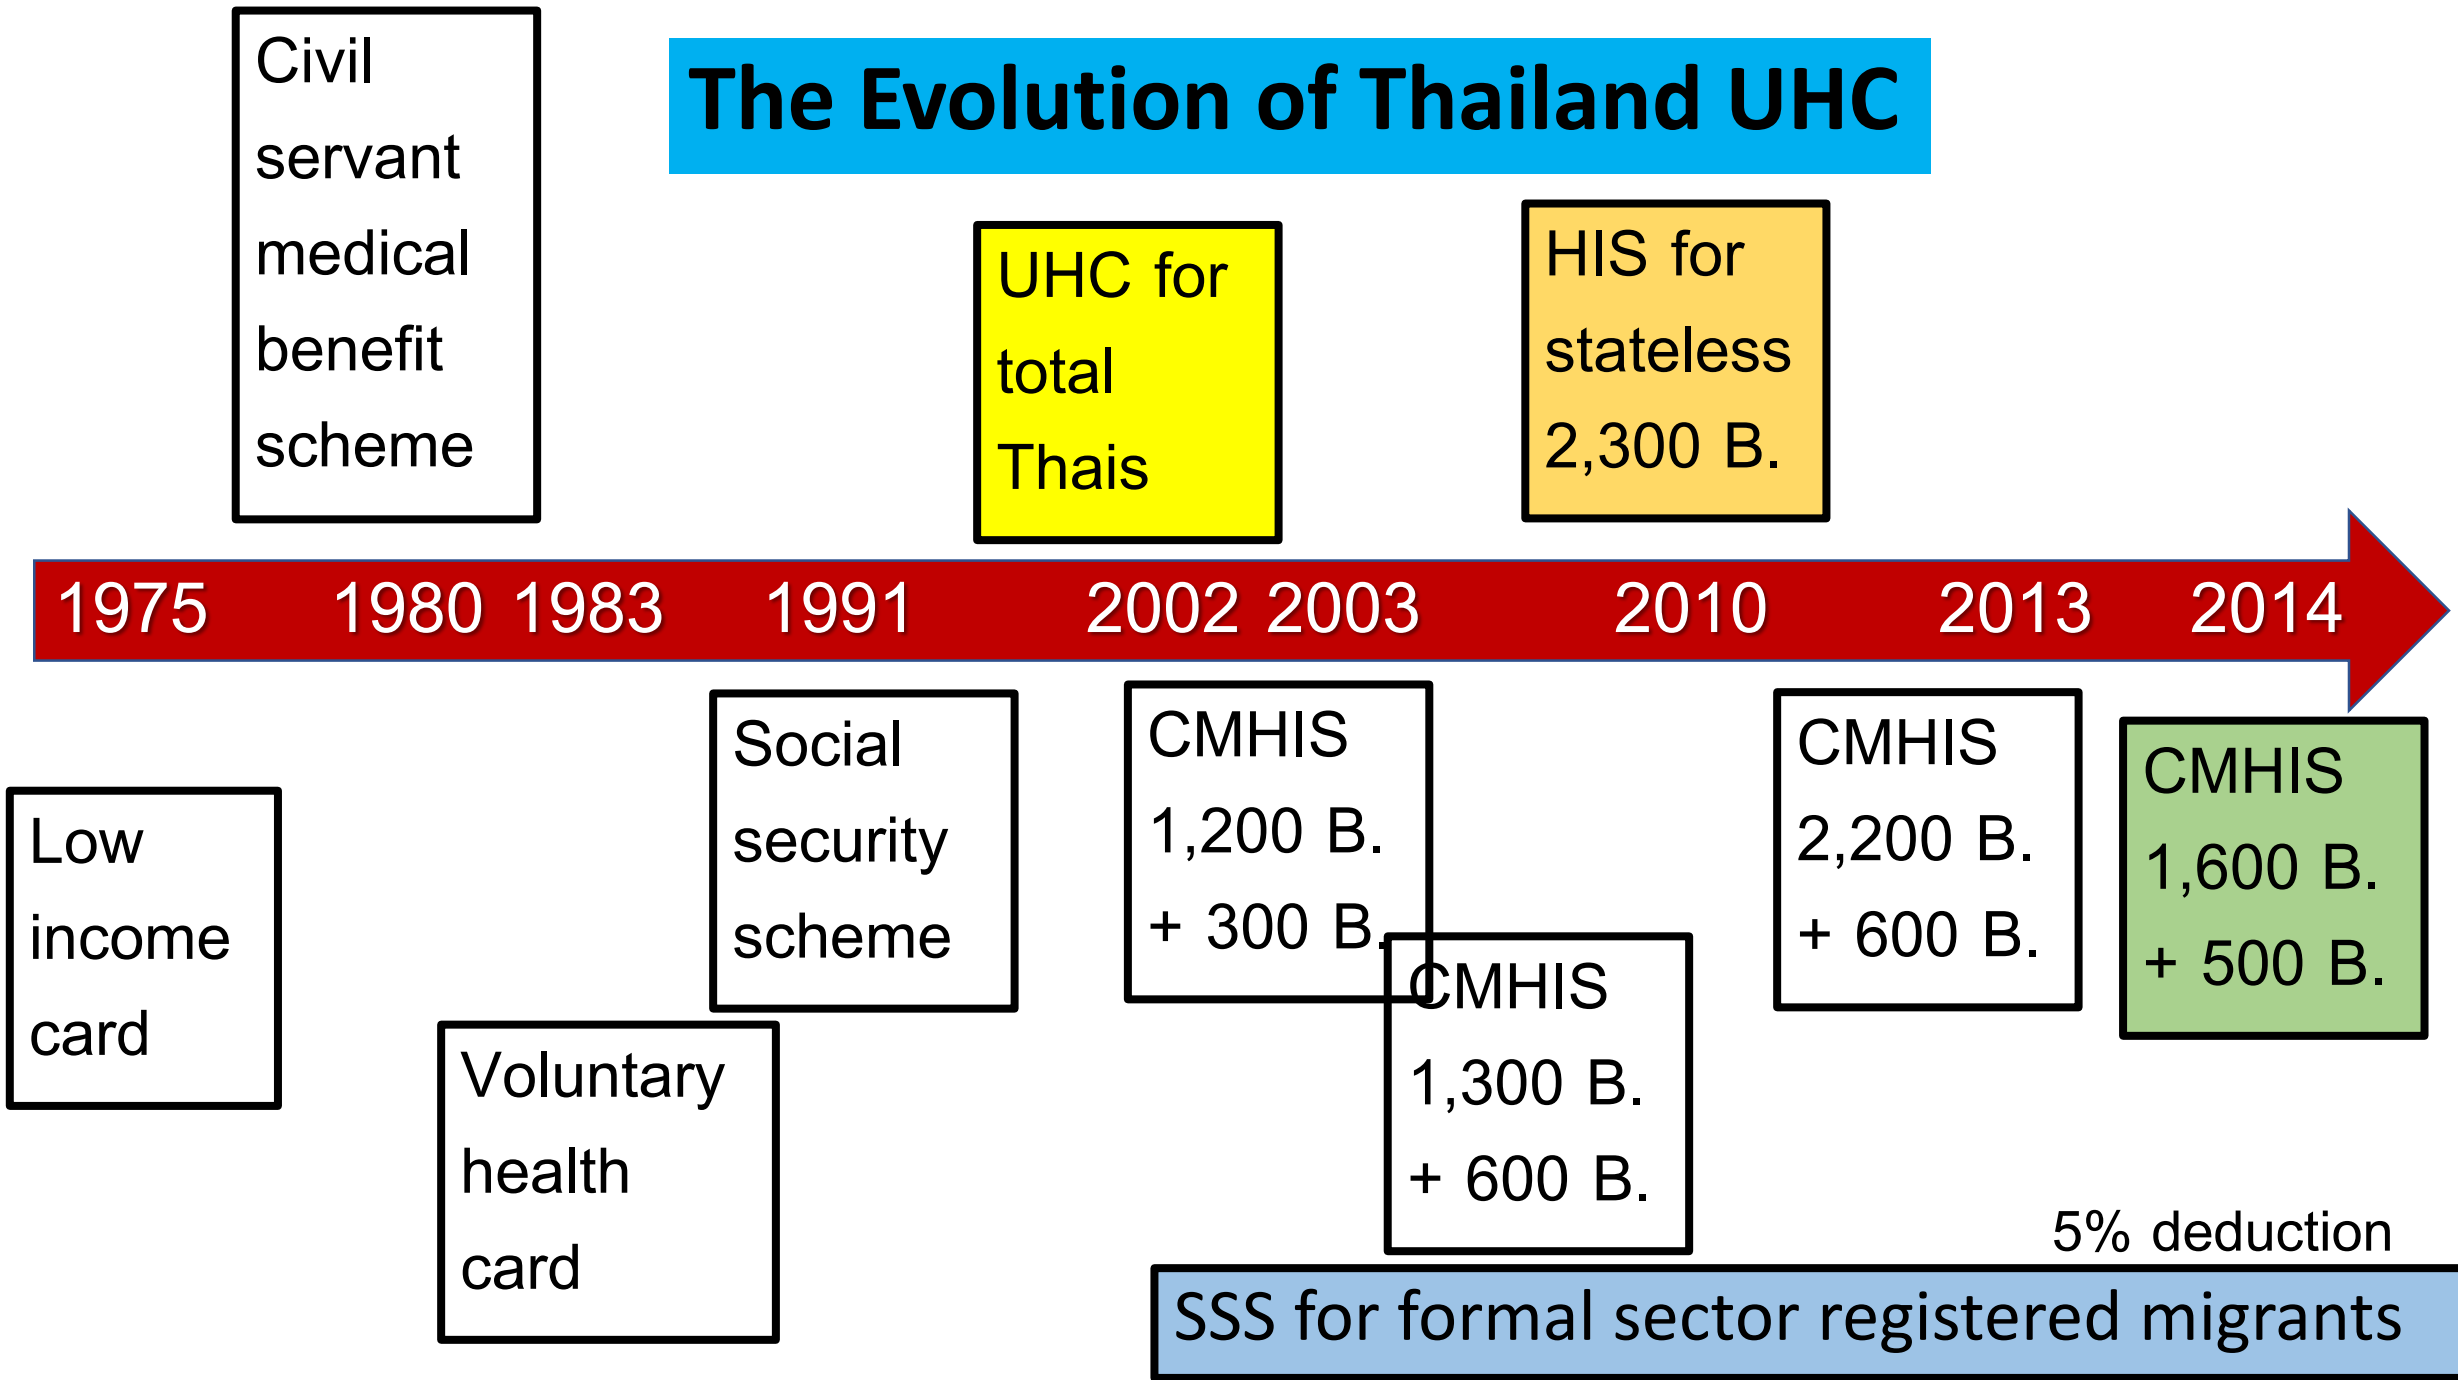 The Evolution of Thailand UHC
Civil
servant
medical
benefit
scheme
UHC for
total
Thais
HIS for
stateless
2,300 B.
1975 1980 1983 1991 2002 2003 2010 2013 2014
Low
income
card
Voluntary
health
card
Social
security
scheme
CMHIS
1,200 B.
+ 300 B.
CMHIS
1,300 B.
+ 600 B.
CMHIS
2,200 B.
+ 600 B.
CMHIS
1,600 B.
+ 500 B.
5% deduction
SSS for formal sector registered migrants